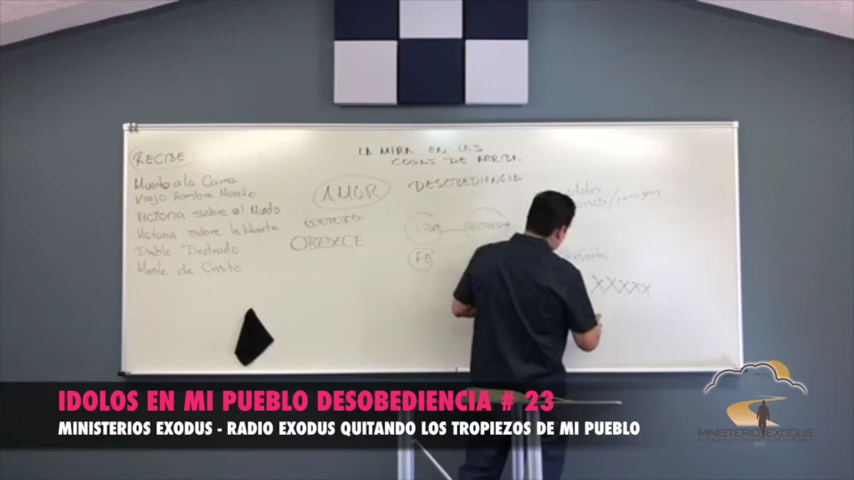 RECIBE
Muerto a la Carne
Viejo Hombre Muerto
Victoria sobre el Mundo
Victoria sobre la Muerte
Diablo Destruido
Mente de Cristo
AMOR
OBEDECE
LA MIRA EN LAS
COSAS DE ARRIBA
DESOBEDIENCIA
FE
XXXXX
IDOLOS EN MI PUEBLO DESOBEDIENCIA # 23
MINISTERIOS EXODUS - RADIO EXODUS QUITANDO LOS TROPIEZOS DE MI PUEBLO
MINISTERIO EXODUS